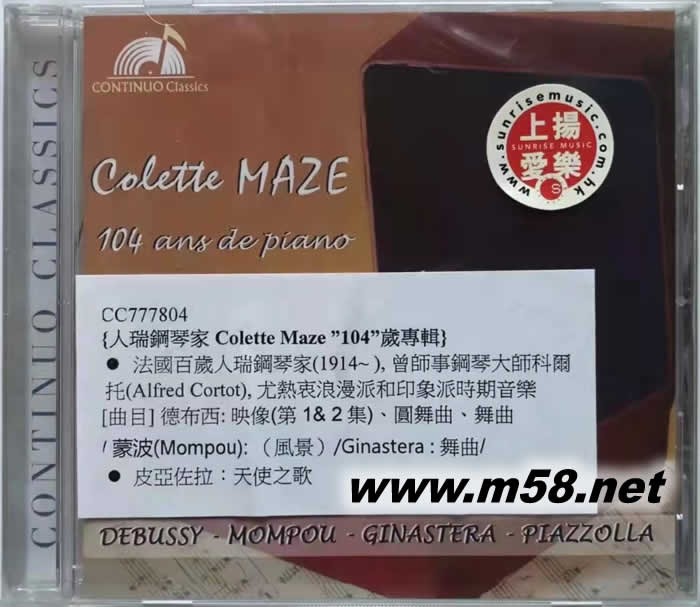 CONTINUO CLASSICS
CONTINUO Classics
上揚
SUNRISE MUSIC
愛樂
S
www.sunrisemusic.com.hk
Colette MAZE
104 ans de piano
CC777804
{人瑞鋼琴家 Colette Maze ”104”歲專輯}
● 法國百歲人瑞鋼琴家(1914~ ), 曾師事鋼琴大師科爾
托(Alfred Cortot), 尤熱衷浪漫派和印象派時期音樂
[曲目] 德布西: 映像(第 1& 2 集)、圓舞曲、舞曲
/ 蒙波(Mompou): （風景）/Ginastera : 舞曲/
● 皮亞佐拉：天使之歌
www.m58.net
DEBUSSY - MOMPOU - GINASTERA - PIAZZOLLA